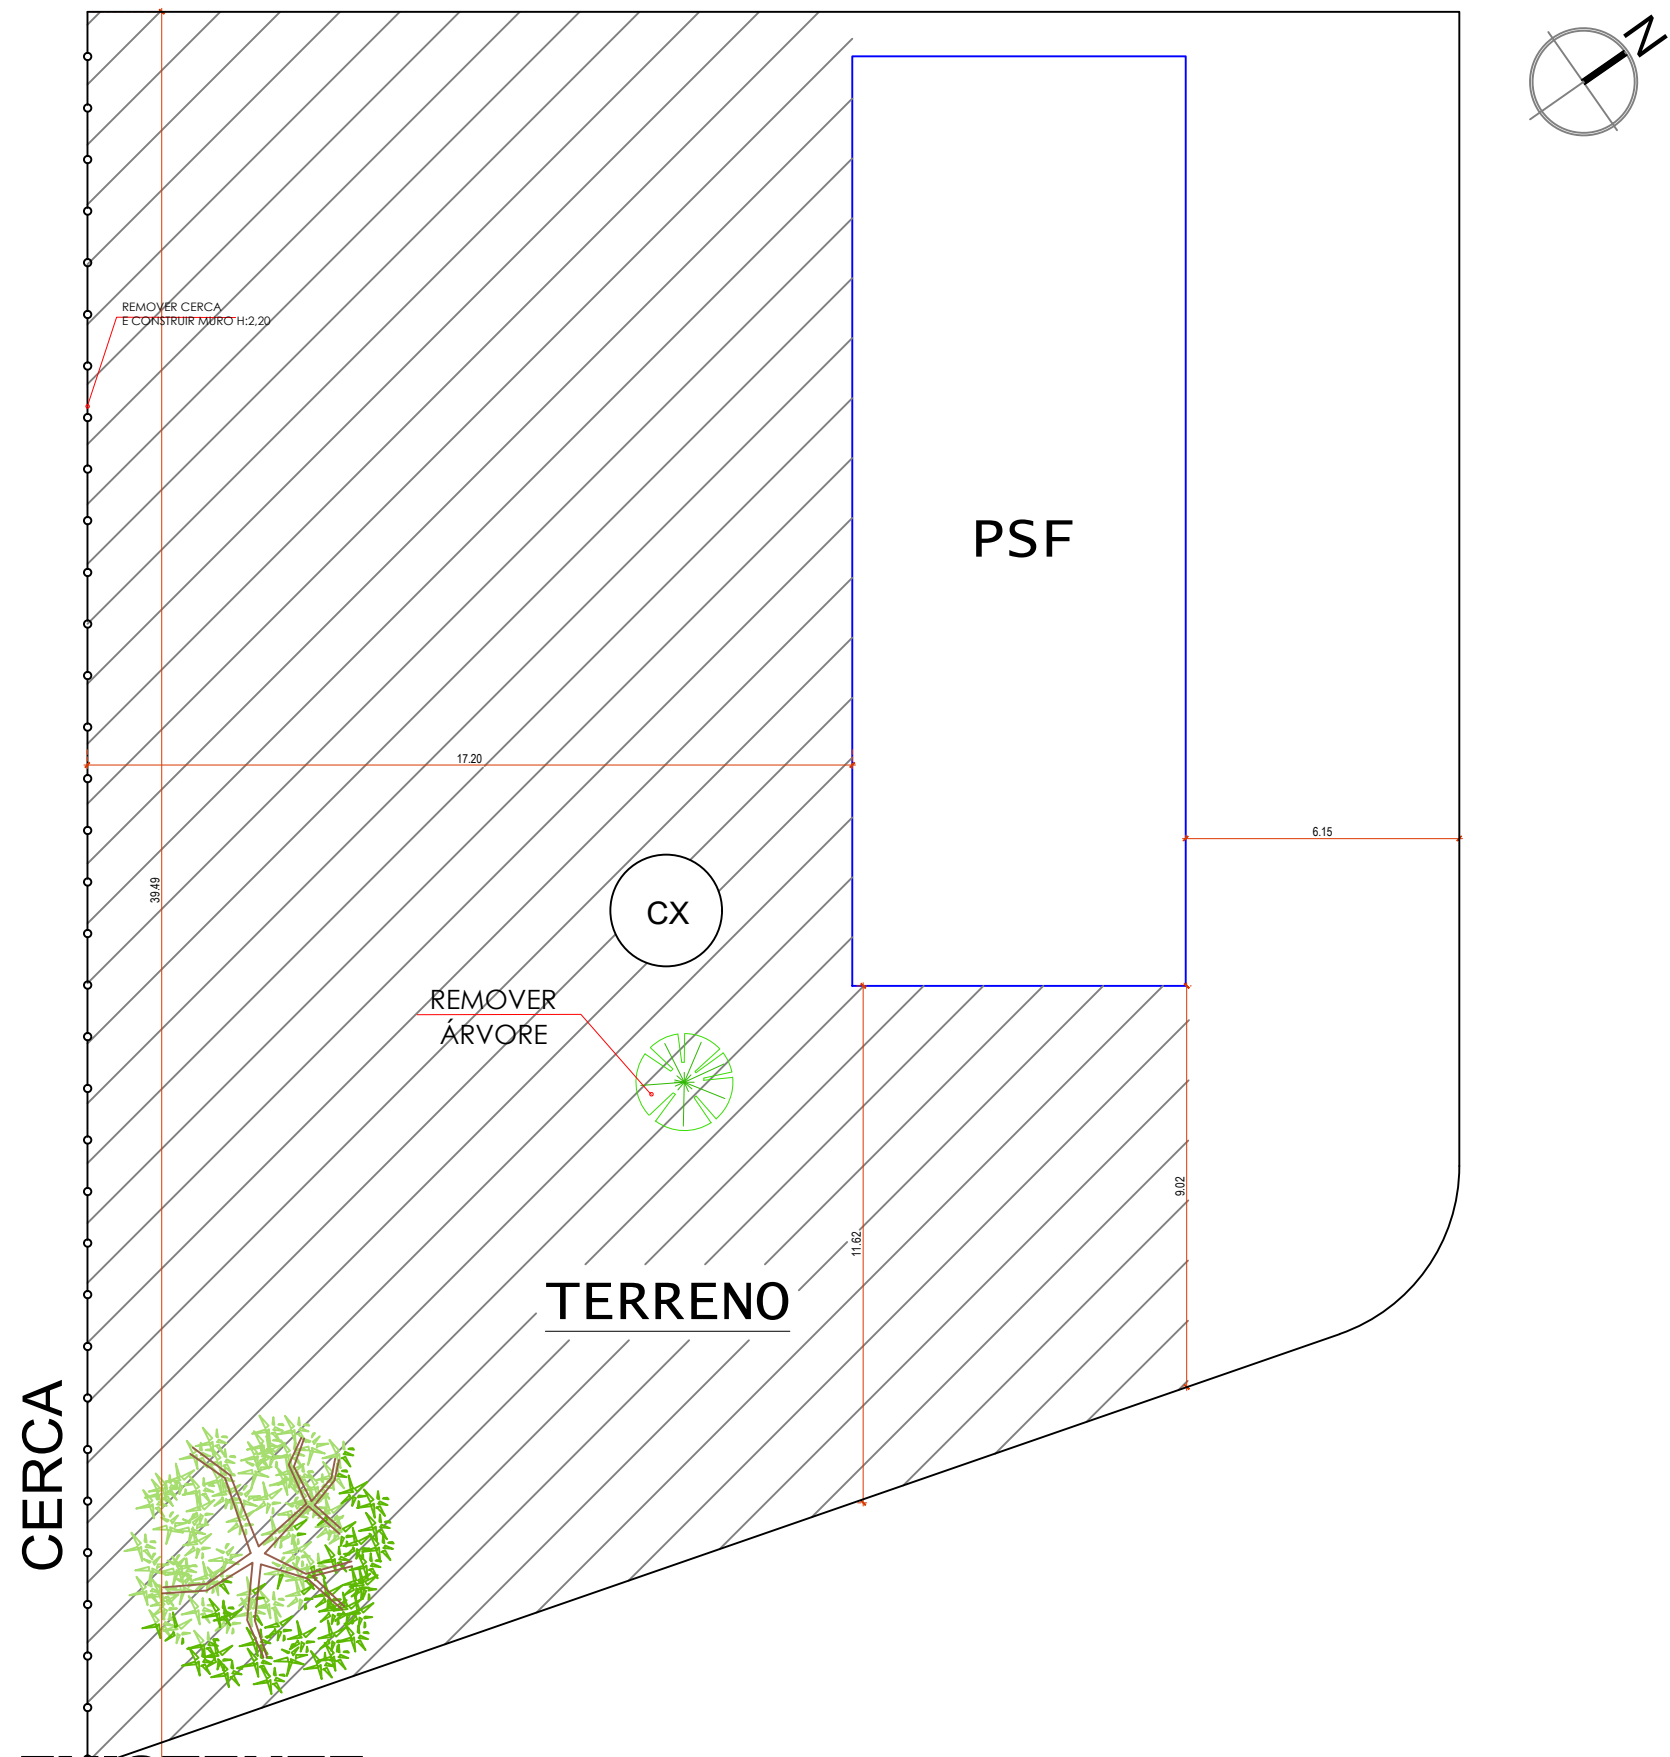 N
REMOVER CERCA
E CONSTRUIR MURO H:2,20
PSF
17.20
6.15
39.49
CX
REMOVER
ÁRVORE
9.02
11.62
TERRENO
CERCA